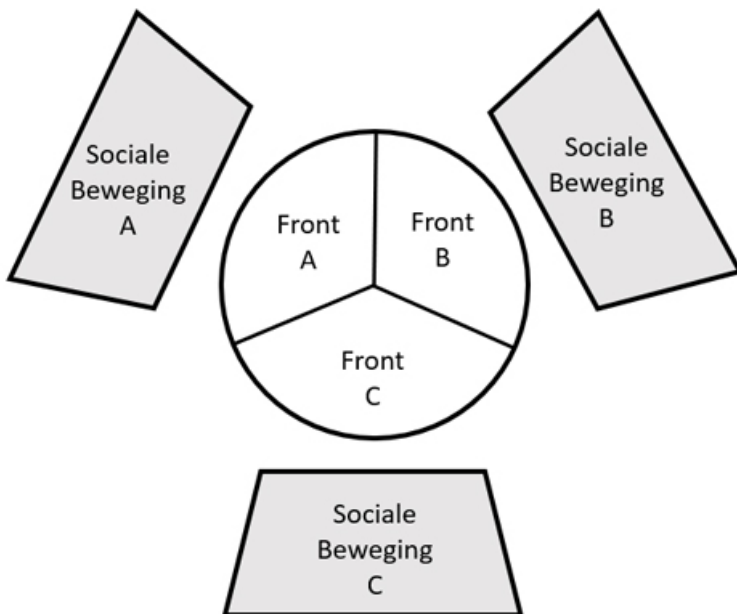 Sociale
Beweging
A
Sociale
Beweging
B
Front
A
Front
B
Front
C
Sociale
Beweging
C